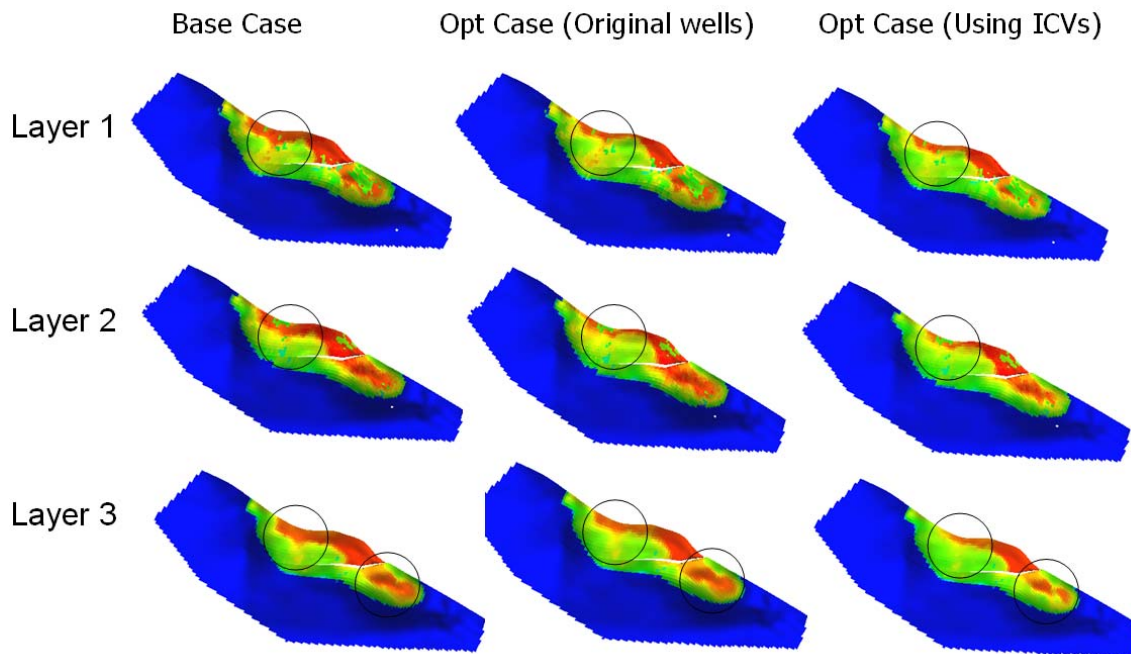 Base Case
Opt Case (Original wells)
Opt Case (Using ICVs)
Layer 1
Layer 2
Layer 3